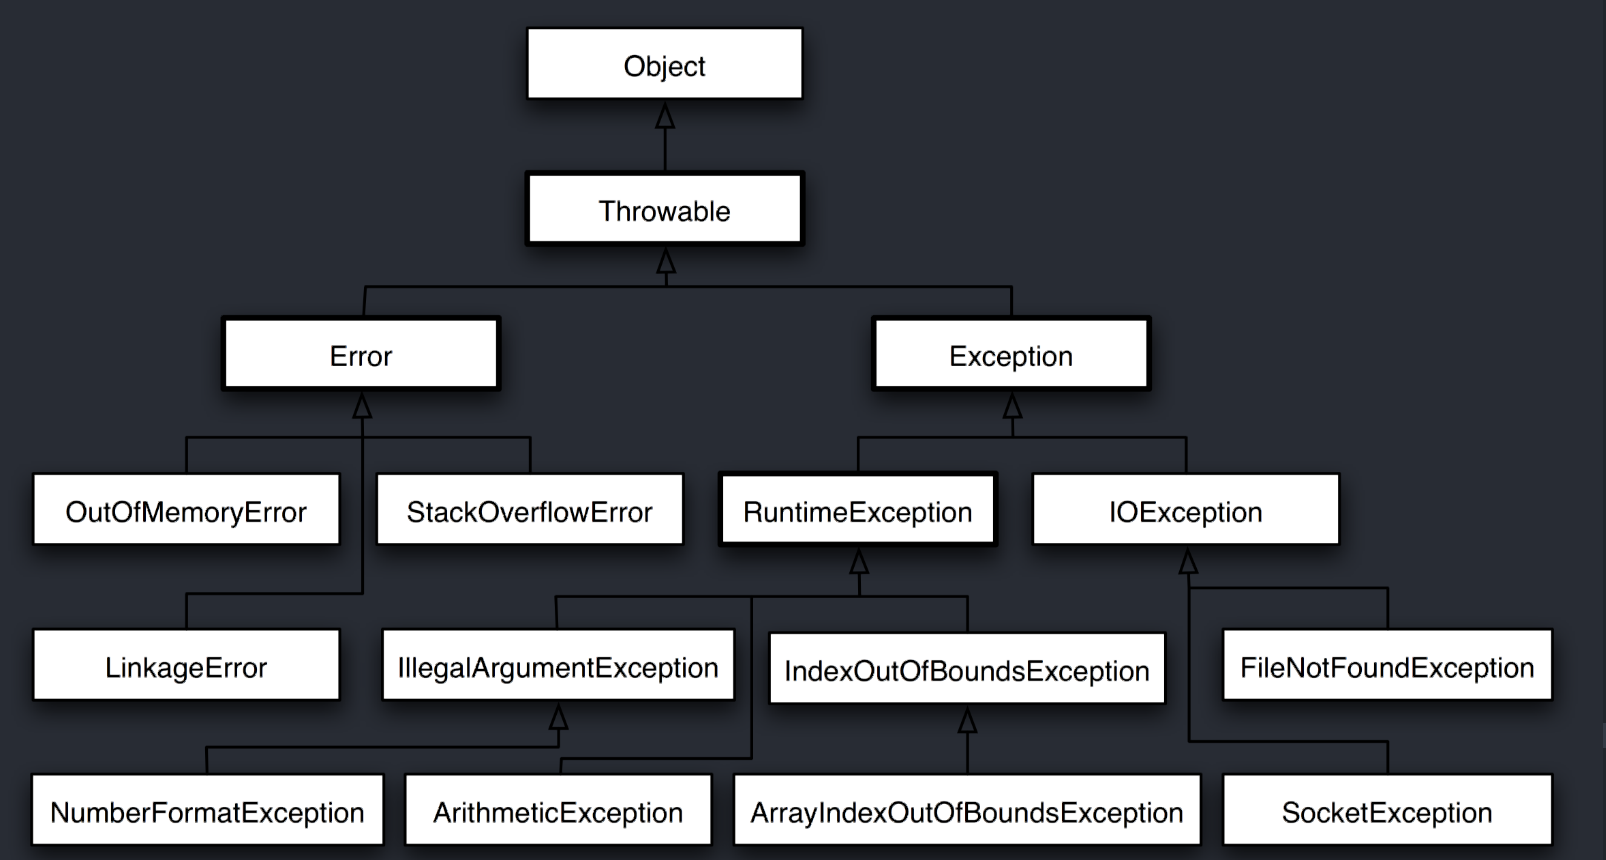 Object
Throwable
Error
Exception
OutOfMemoryError
StackOverflowError
RuntimeException
IOException
LinkageError
IllegalArgumentException
IndexOutOfBoundsException
FileNotFoundException
NumberFormatException
ArithmeticException
ArrayIndexOutOfBoundsException
SocketException